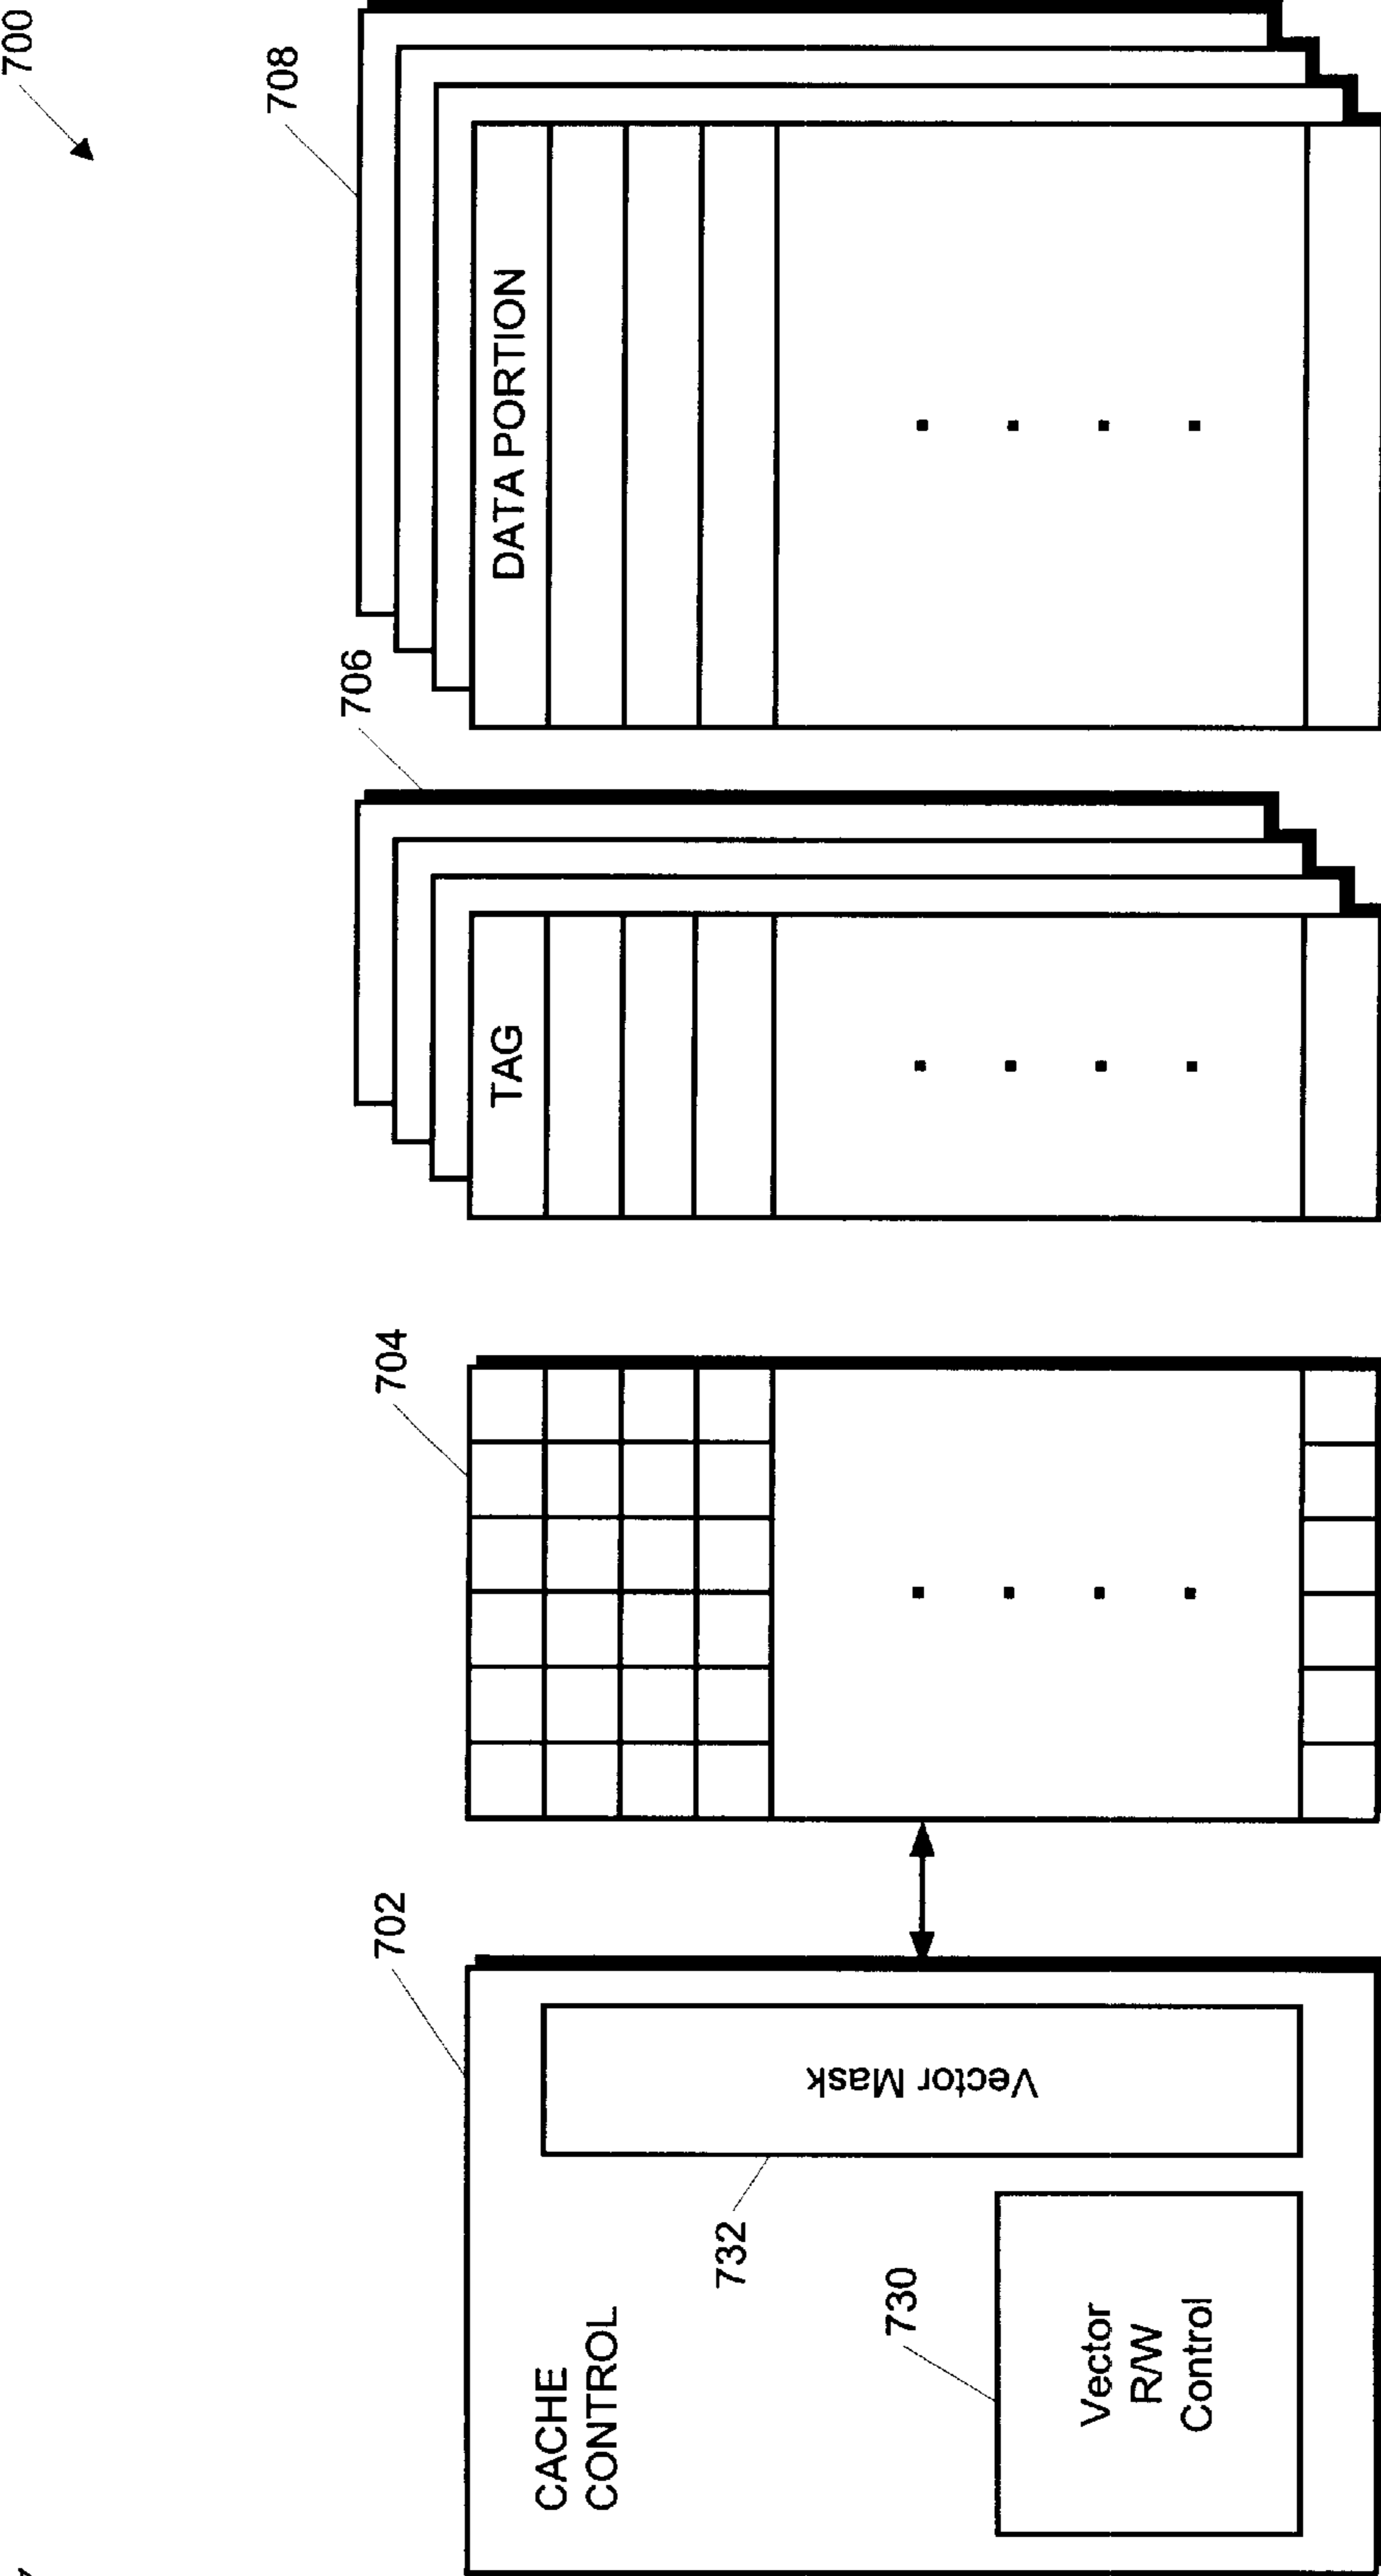 700
708
706
704
702
DATA PORTION
TAG
CACHE
CONTROL
Vector Mask
732
730
Vector
R/W
Control